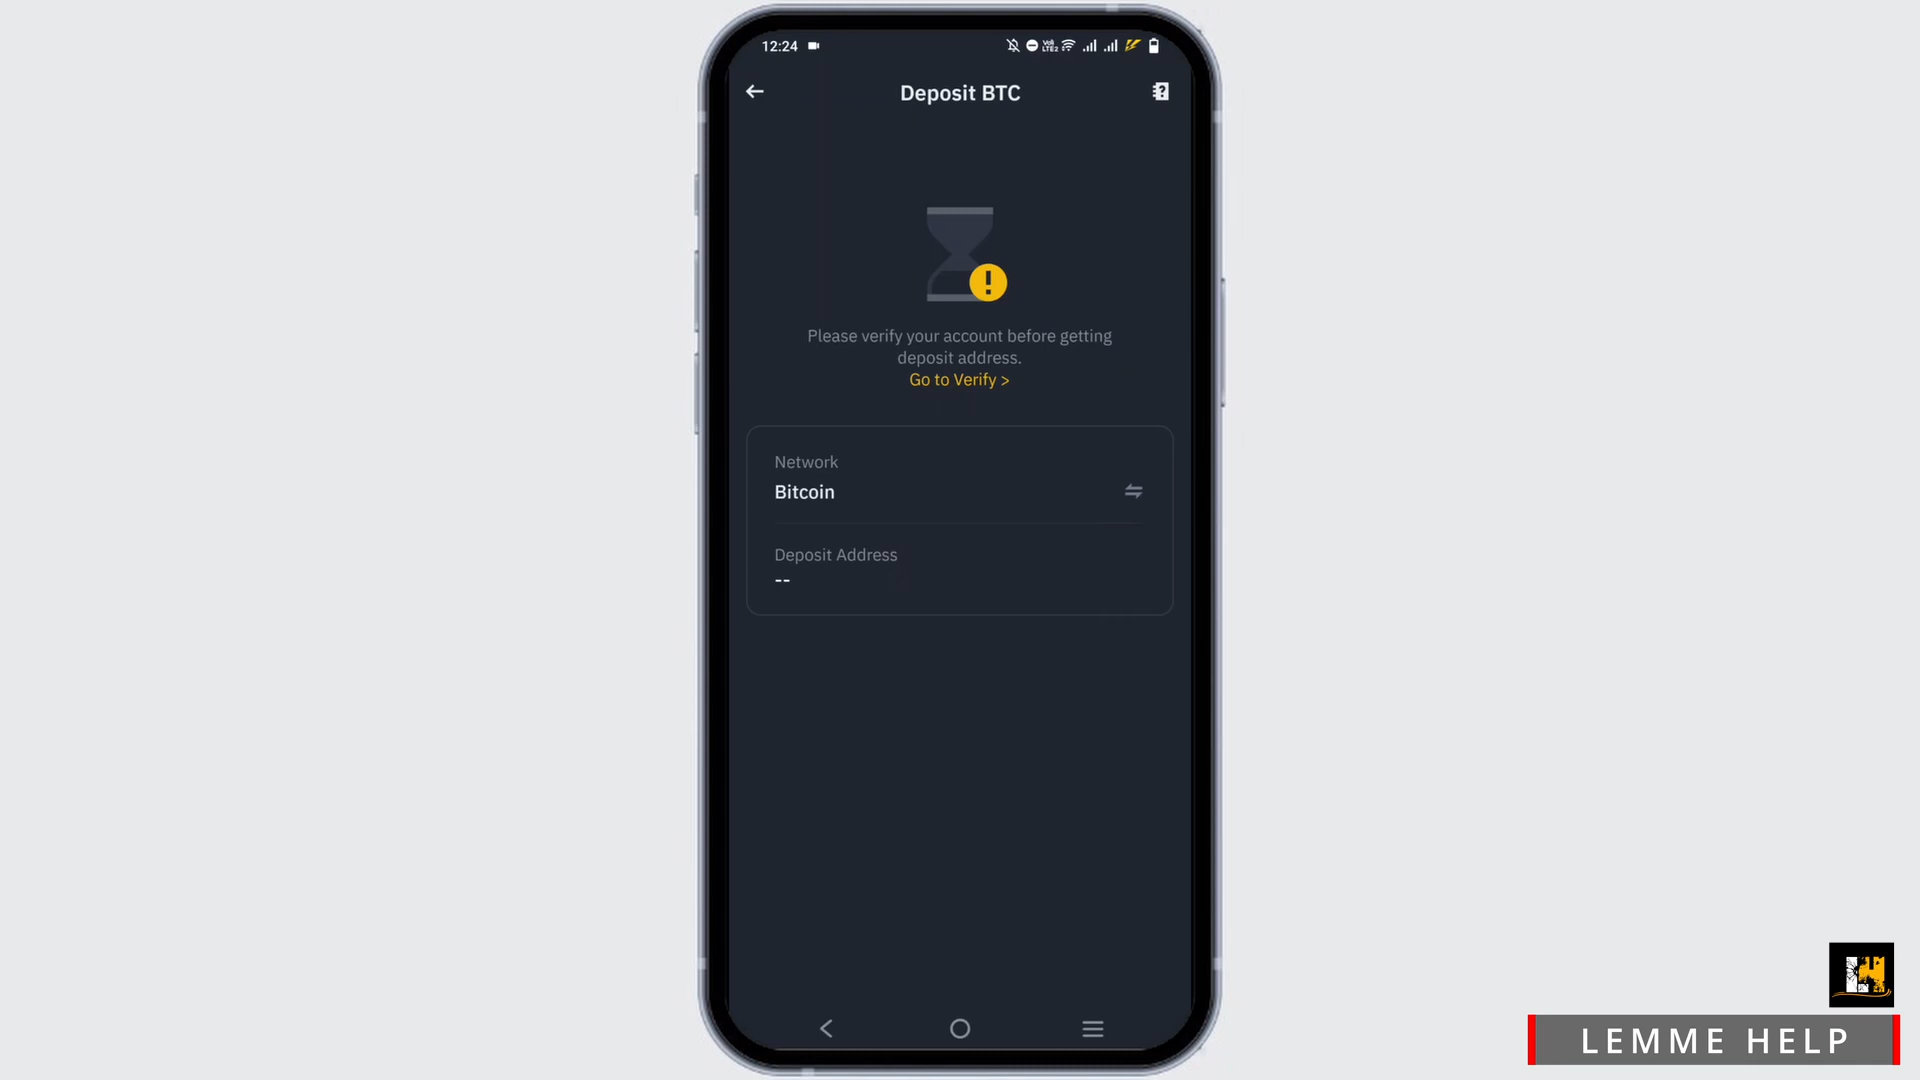 12:24
Deposit BTC
Please verify your account before getting
deposit address.
Go to Verify >
Network
Bitcoin
Deposit Address
--
LEMME HELP